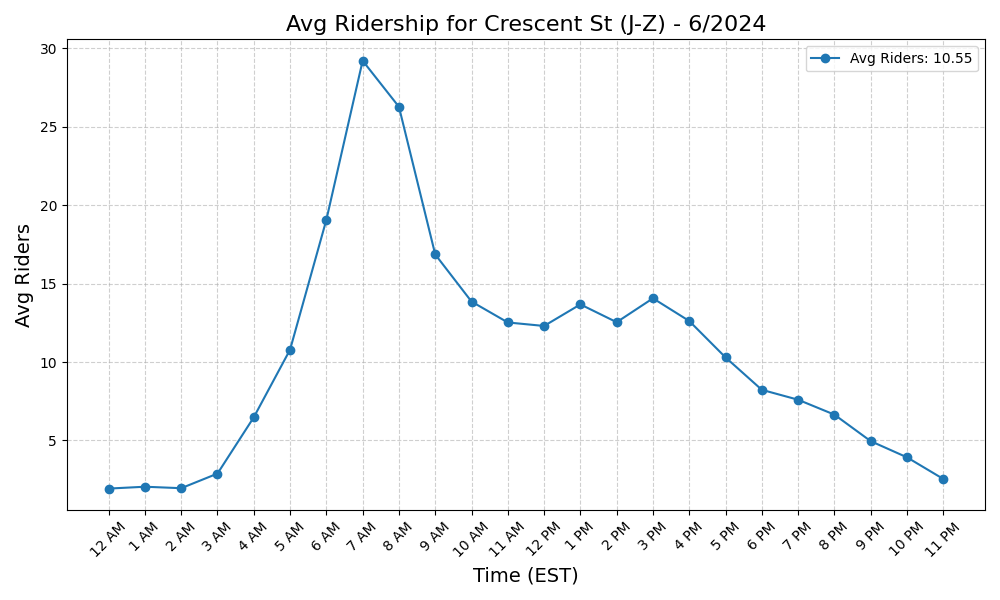 Avg Ridership for Crescent St (J-Z) - 6/2024
Avg Riders: 10.55
Avg Riders
30
25
20
15
10
5
12 AM
1 AM
2 AM
3 AM
4 AM
5 AM
6 AM
7 AM
8 AM
9 AM
10 AM
11 AM
12 PM
1 PM
2 PM
3 PM
4 PM
5 PM
6 PM
7 PM
8 PM
9 PM
10 PM
11 PM
Time (EST)